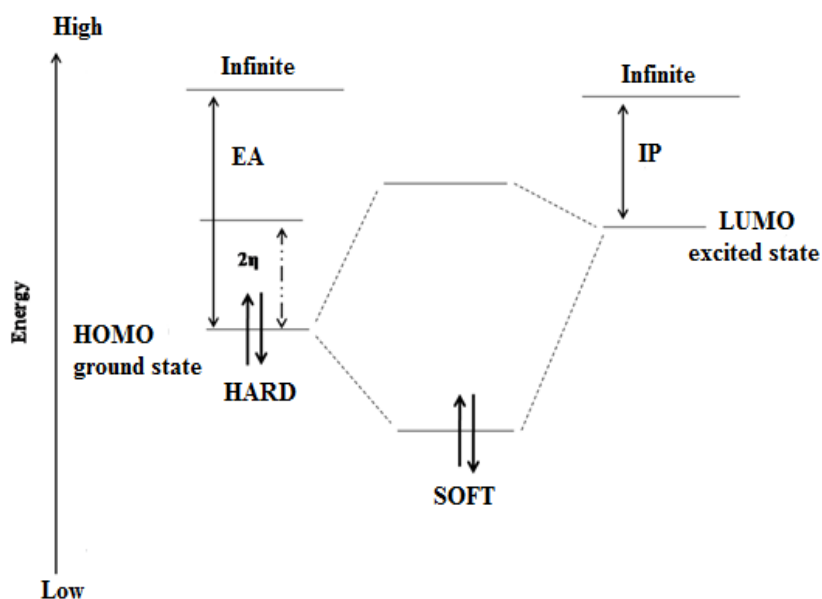 High
Infinite
Infinite
EA
IP
LUMO
excited state
2η
Energy
HOMO
ground state
HARD
SOFT
Low